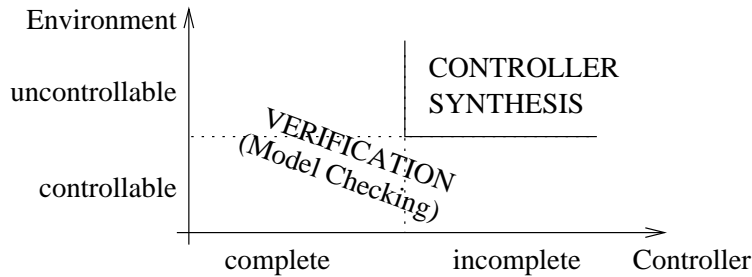 Environment
CONTROLLER
SYNTHESIS
uncontrollable
VERIFICATION
(Model Checking)
controllable
complete
incomplete
Controller